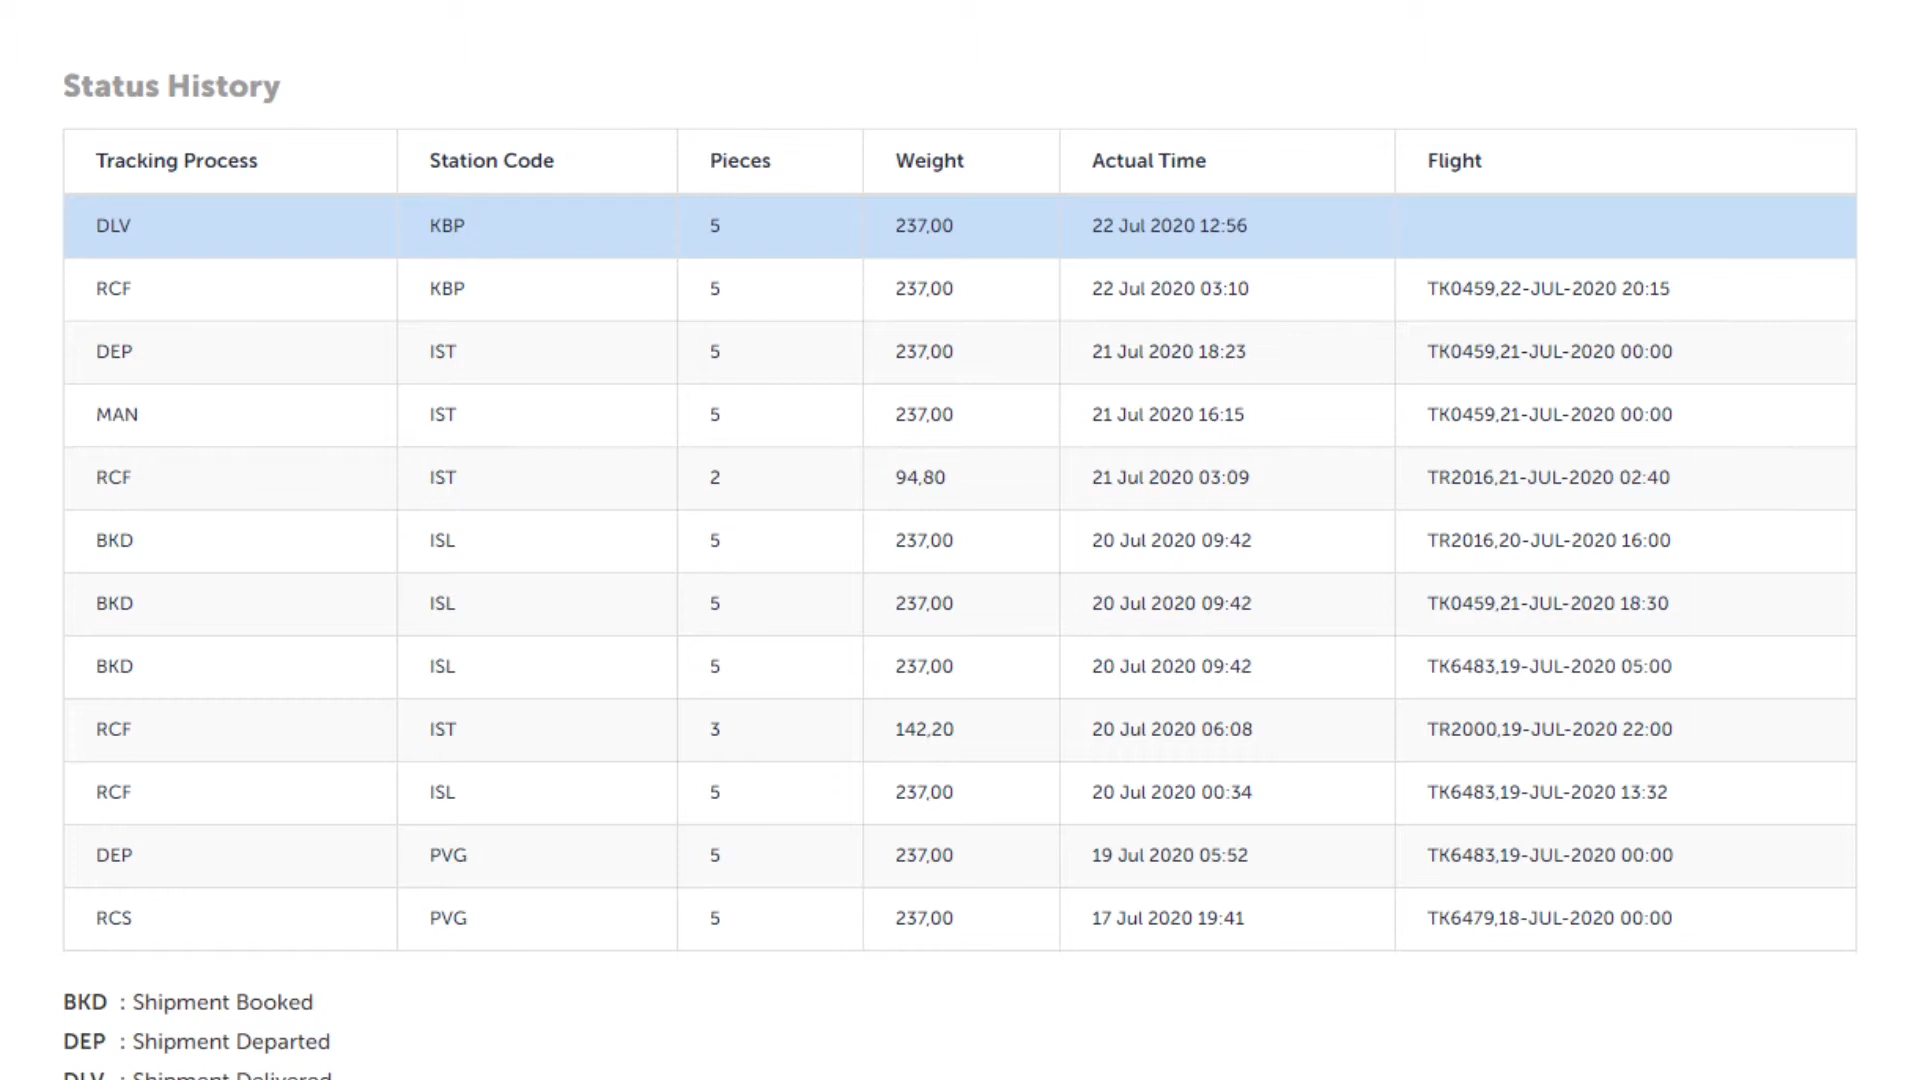 Status History
Tracking Process Station Code Pieces Weight Actual Time Flight
DLV KBP 5 237,00 22 Jul 2020 12:56
RCF KBP 5 237,00 22 Jul 2020 03:10 TK0459,22-JUL-2020 20:15
DEP IST 5 237,00 21 Jul 2020 18:23 TK0459,21-JUL-2020 00:00
MAN IST 5 237,00 21 Jul 2020 16:15 TK0459,21-JUL-2020 00:00
RCF IST 2 94,80 21 Jul 2020 03:09 TR2016,21-JUL-2020 02:40
BKD ISL 5 237,00 20 Jul 2020 09:42 TR2016,20-JUL-2020 16:00
BKD ISL 5 237,00 20 Jul 2020 09:42 TK0459,21-JUL-2020 18:30
BKD ISL 5 237,00 20 Jul 2020 09:42 TK6483,19-JUL-2020 05:00
RCF IST 3 142,20 20 Jul 2020 06:08 TR2000,19-JUL-2020 22:00
RCF ISL 5 237,00 20 Jul 2020 00:34 TK6483,19-JUL-2020 13:32
DEP PVG 5 237,00 19 Jul 2020 05:52 TK6483,19-JUL-2020 00:00
RCS PVG 5 237,00 17 Jul 2020 19:41 TK6479,18-JUL-2020 00:00
BKD : Shipment Booked
DEP : Shipment Departed
DLV : Shipment Delivered